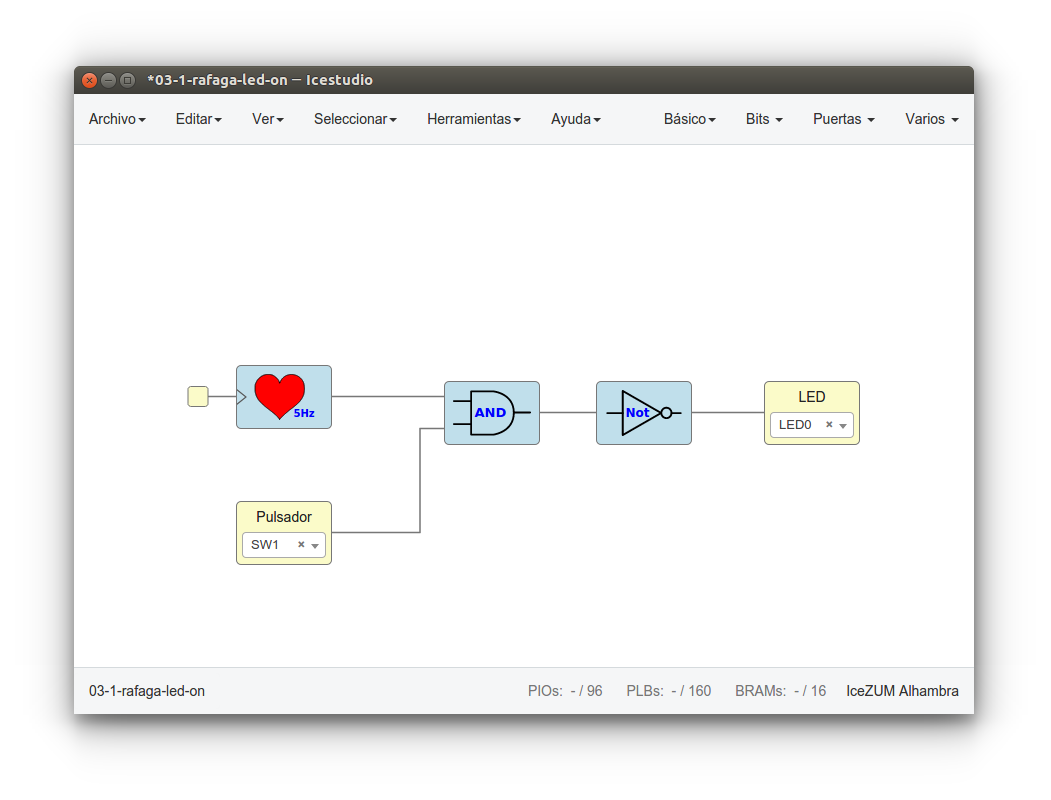 *03-1-rafaga-led-on — Icestudio
Archivo Editar Ver Seleccionar Herramientas Ayuda Básico Bits Puertas Varios
5Hz
AND
Not
LED
LED0 ×
Pulsador
SW1 ×
03-1-rafaga-led-on PIOs: - / 96 PLBs: - / 160 BRAMs: - / 16 IceZUM Alhambra